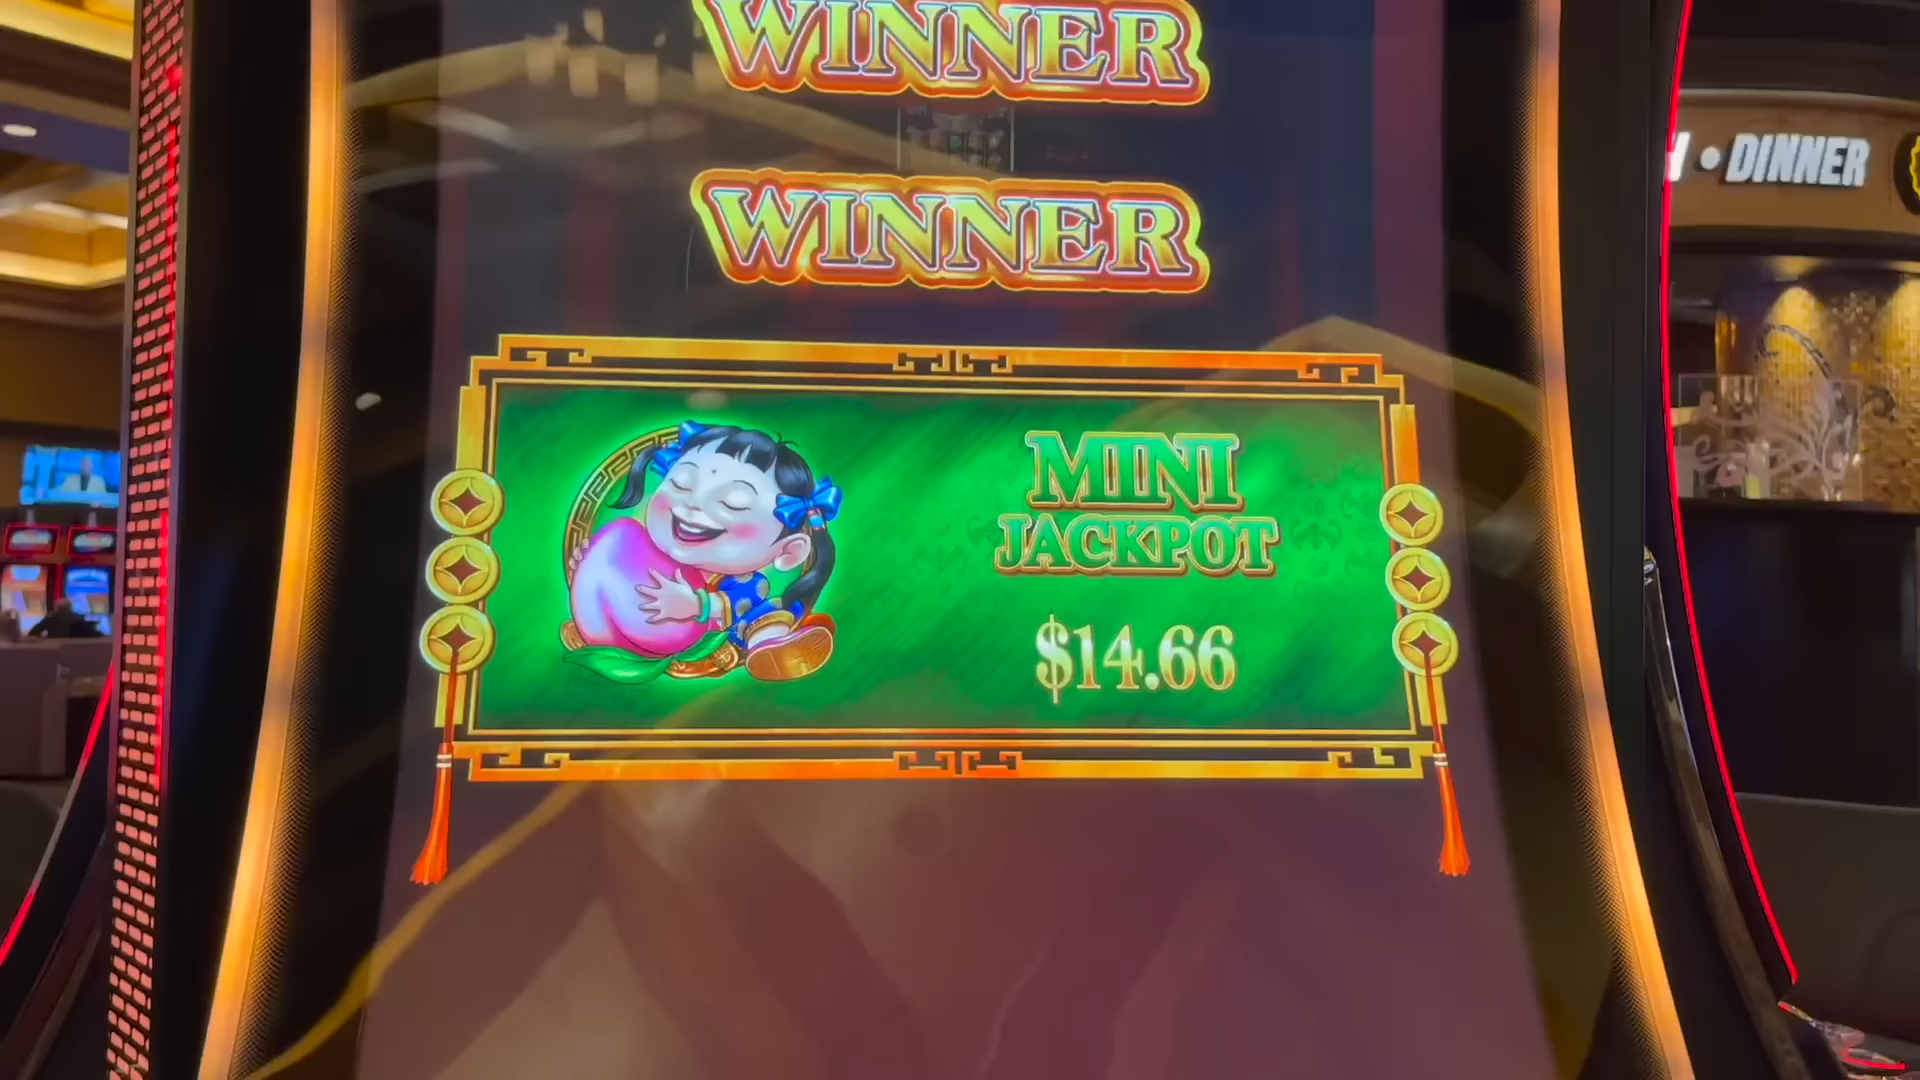 WINNER
WINNER
MINI
JACKPOT
$14.66
• DINNER